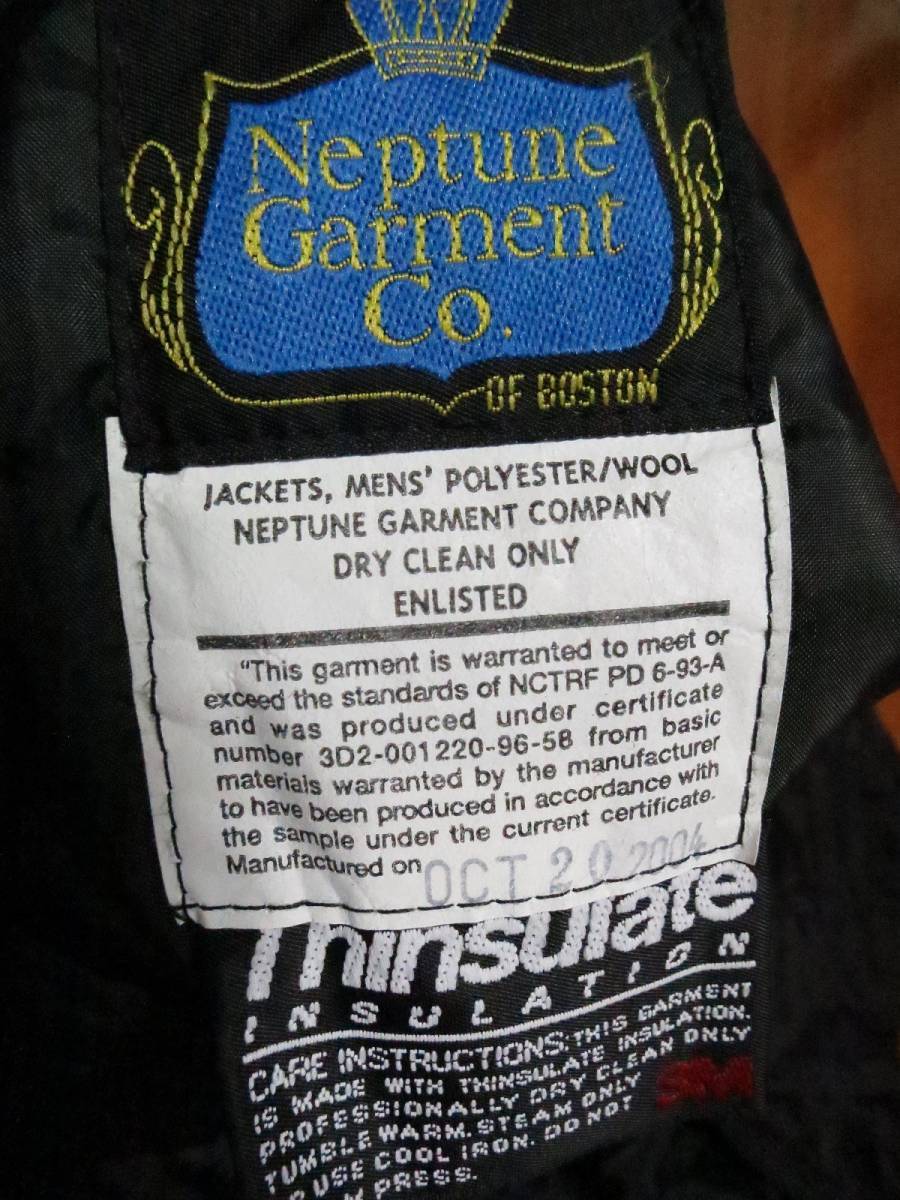 Neptune
Garment
Co.
OF BOSTON
JACKETS, MENS' POLYESTER/WOOL
NEPTUNE GARMENT COMPANY
DRY CLEAN ONLY
ENLISTED
"This garment is warranted to meet or
exceed the standards of NCTRF PD 6-93-A
and was produced under certificate
number 3D2-001220-96-58 from basic
materials warranted by the manufacturer
to have been produced in accordance with
the sample under the current certificate.
Manufactured on OCT 20 2004
Thinsulate
INSULATION
CARE INSTRUCTIONS: THIS GARMENT
IS MADE WITH THINSULATE INSULATION.
PROFESSIONALLY DRY CLEAN ONLY
TUMBLE WARM. STEAM ONLY
USE COOL IRON. DO NOT
PRESS.
3M